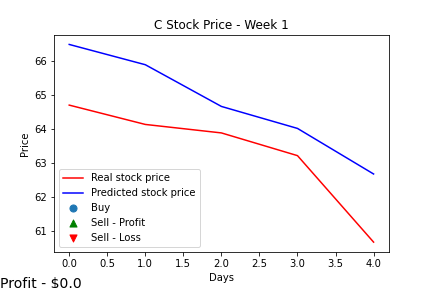 C Stock Price - Week 1
66
65
64
63
62
61
Price
Real stock price
Predicted stock price
Buy
Sell - Profit
Sell - Loss
0.0 0.5 1.0 1.5 2.0 2.5 3.0 3.5 4.0
Days
Profit - $0.0